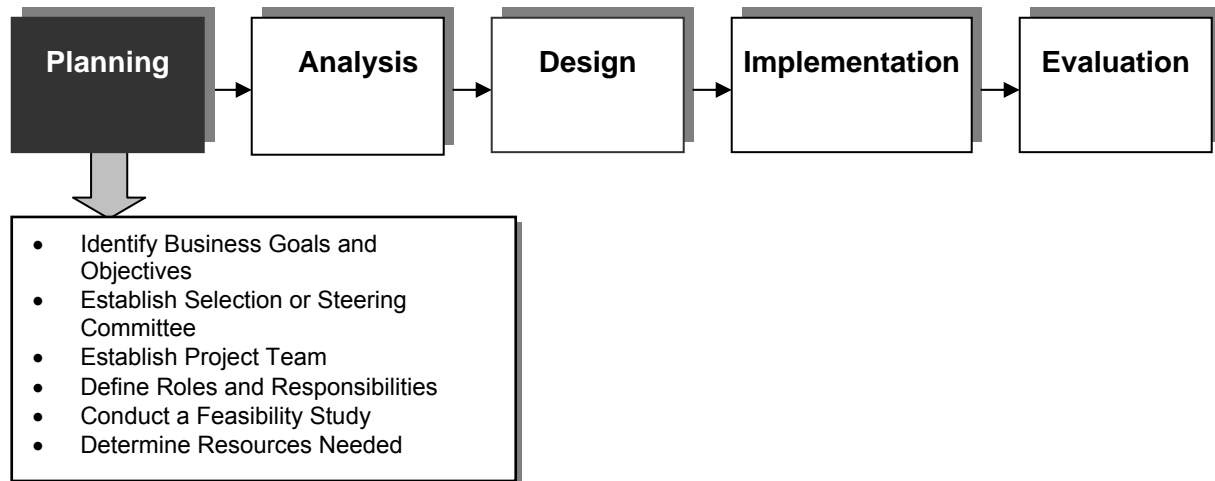 Planning
Analysis
Design
Implementation
Evaluation
• Identify Business Goals and
Objectives
• Establish Selection or Steering
Committee
• Establish Project Team
• Define Roles and Responsibilities
• Conduct a Feasibility Study
• Determine Resources Needed